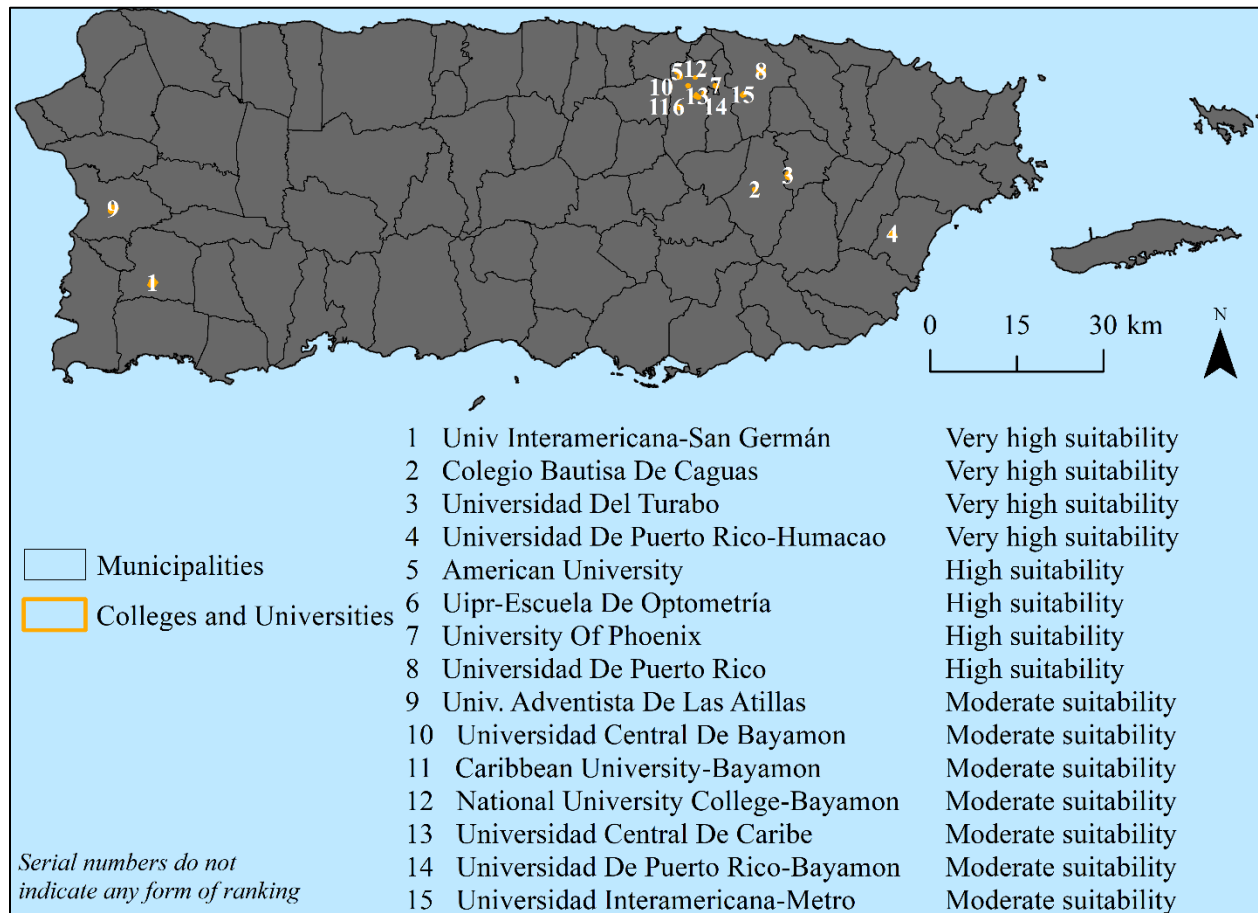 5 12 8
10 7
13 15
11 6 14
3
2
9
4
1
N
0 15 30 km
1 Univ Interamericana-San Germán Very high suitability
2 Colegio Bautisa De Caguas Very high suitability
3 Universidad Del Turabo Very high suitability
4 Universidad De Puerto Rico-Humacao Very high suitability
5 American University High suitability
6 Uipr-Escuela De Optometría High suitability
7 University Of Phoenix High suitability
8 Universidad De Puerto Rico High suitability
9 Univ. Adventista De Las Atillas Moderate suitability
10 Universidad Central De Bayamon Moderate suitability
11 Caribbean University-Bayamon Moderate suitability
12 National University College-Bayamon Moderate suitability
13 Universidad Central De Caribe Moderate suitability
14 Universidad De Puerto Rico-Bayamon Moderate suitability
15 Universidad Interamericana-Metro Moderate suitability
Municipalities
Colleges and Universities
Serial numbers do not
indicate any form of ranking